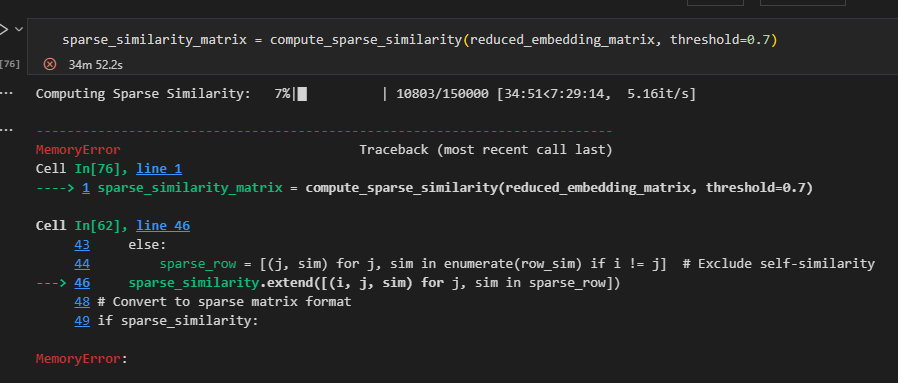 sparse_similarity_matrix = compute_sparse_similarity(reduced_embedding_matrix, threshold=0.7)
[76] 34m 52.2s
... Computing Sparse Similarity:   7%|█         | 10803/150000 [34:51<7:29:14,  5.16it/s]
... ---------------------------------------------------------------------------
MemoryError                               Traceback (most recent call last)
Cell In[76], line 1
----> 1 sparse_similarity_matrix = compute_sparse_similarity(reduced_embedding_matrix, threshold=0.7)
Cell In[62], line 46
     43     else:
     44         sparse_row = [(j, sim) for j, sim in enumerate(row_sim) if i != j]  # Exclude self-similarity
---> 46     sparse_similarity.extend([(i, j, sim) for j, sim in sparse_row])
     48 # Convert to sparse matrix format
     49 if sparse_similarity:
MemoryError: